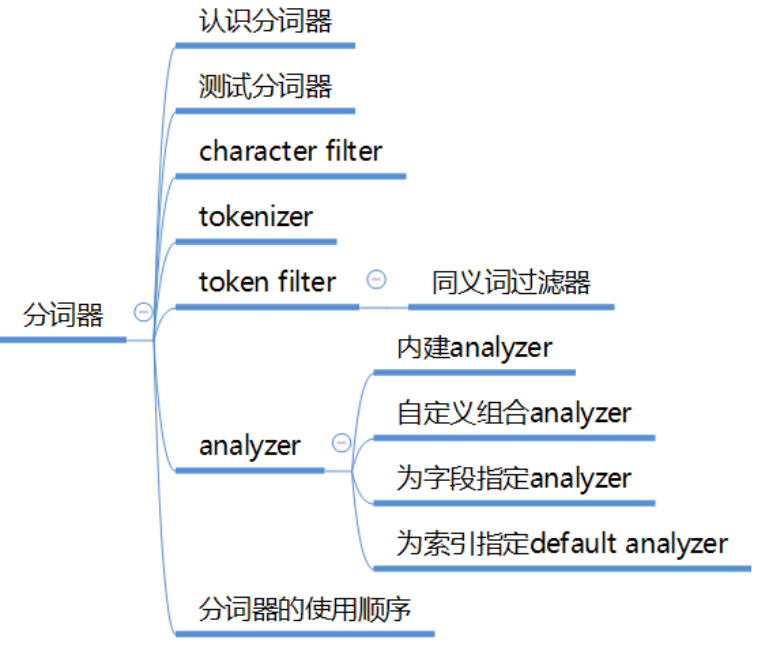 认识分词器
测试分词器
character filter
tokenizer
token filter
同义词过滤器
分词器
内建analyzer
自定义组合analyzer
analyzer
为字段指定analyzer
为索引指定default analyzer
分词器的使用顺序